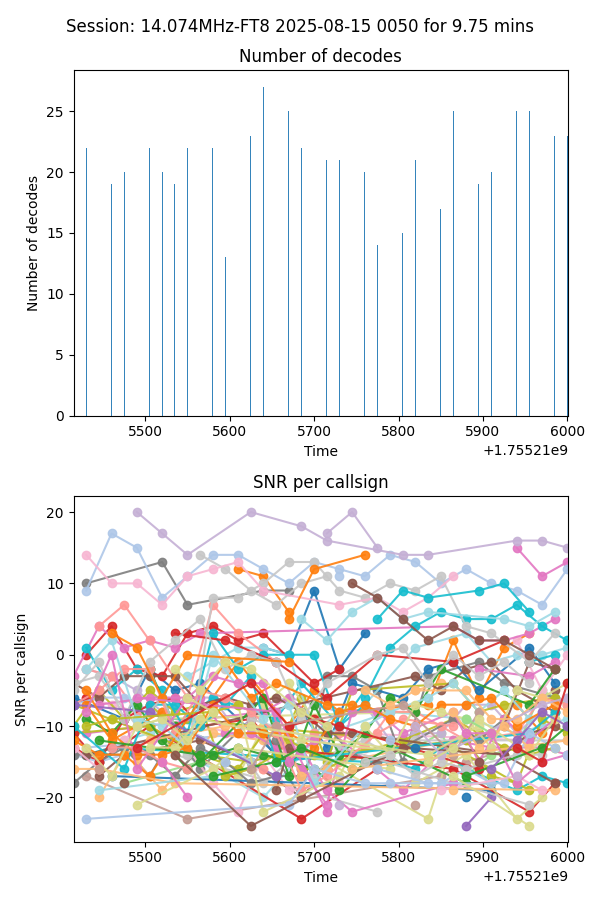 Session: 14.074MHz-FT8 2025-08-15 0050 for 9.75 mins
Number of decodes
25
20
15
10
5
0
Number of decodes
5500 5600 5700 5800 5900 6000
Time
+1.75521e9
SNR per callsign
20
10
0
−10
−20
SNR per callsign
5500 5600 5700 5800 5900 6000
Time
+1.75521e9